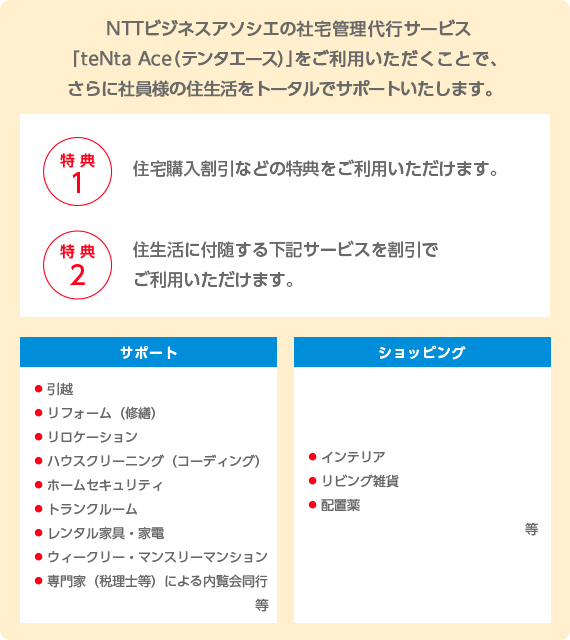 NTTビジネスアソシエの社宅管理代行サービス
「teNta Ace（テンタエース）」をご利用いただくことで、
さらに社員様の住生活をトータルでサポートいたします。
特典
1
住宅購入割引などの特典をご利用いただけます。
特典
2
住生活に付随する下記サービスを割引で
ご利用いただけます。
サポート
● 引越
● リフォーム（修繕）
● リロケーション
● ハウスクリーニング（コーディング）
● ホームセキュリティ
● トランクルーム
● レンタル家具・家電
● ウィークリー・マンスリーマンション
● 専門家（税理士等）による内覧会同行
等
ショッピング
● インテリア
● リビング雑貨
● 配置薬
等